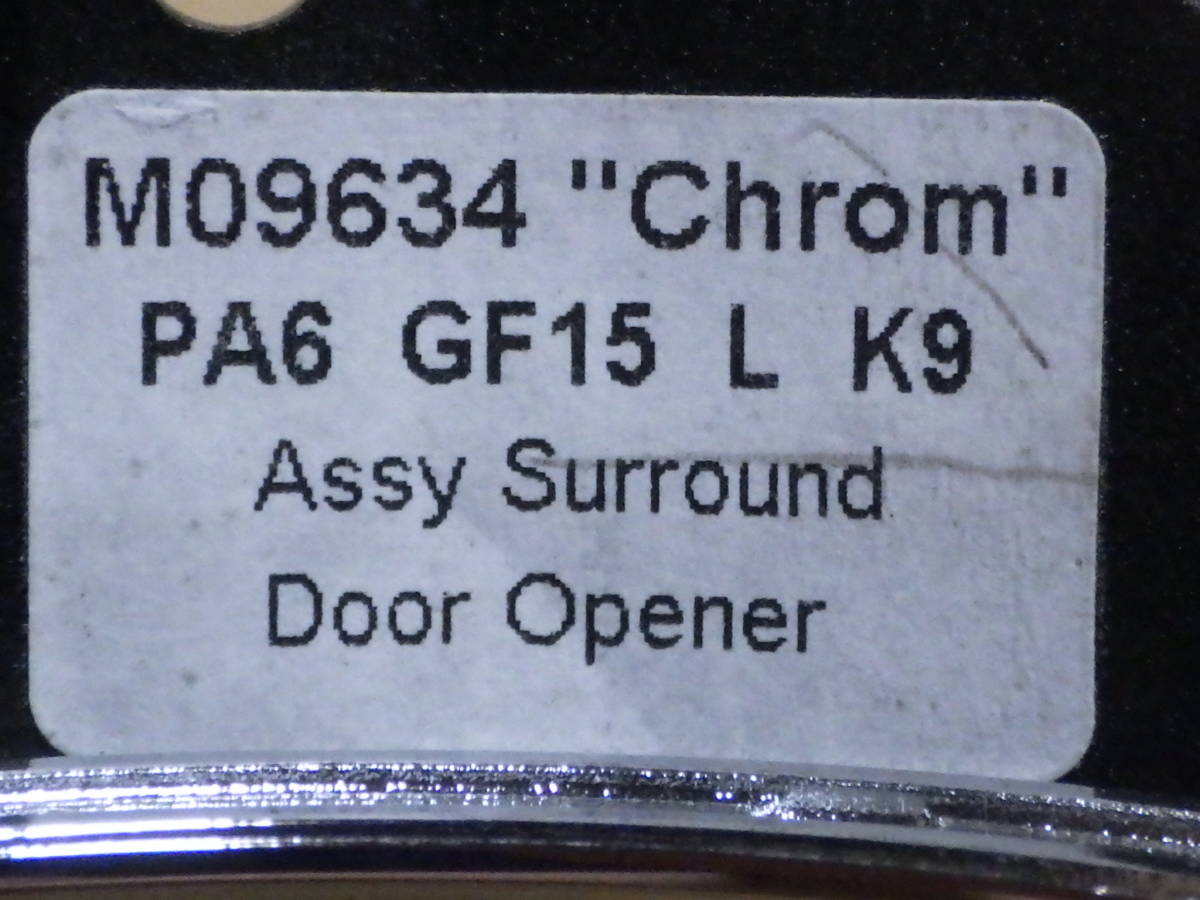 M09634 "Chrom"
PA6 GF15 L K9
Assy Surround
Door Opener